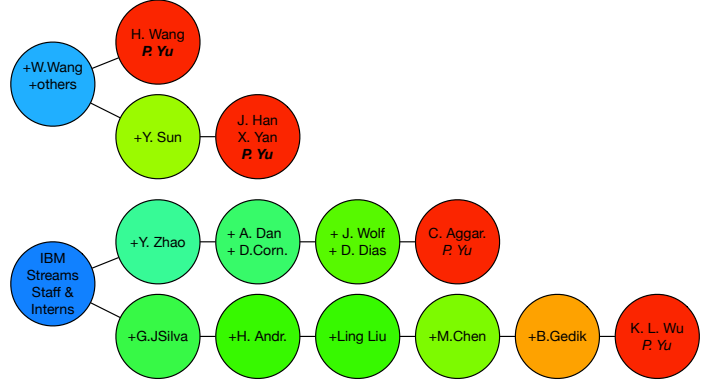 H. Wang
P. Yu
+W.Wang
+others
+Y. Sun
J. Han
X. Yan
P. Yu
+Y. Zhao
+ A. Dan
+ D.Corn.
+ J. Wolf
+ D. Dias
C. Aggar.
P. Yu
IBM
Streams
Staff &
Interns
+G.JSilva
+H. Andr.
+Ling Liu
+M.Chen
+B.Gedik
K. L. Wu
P. Yu